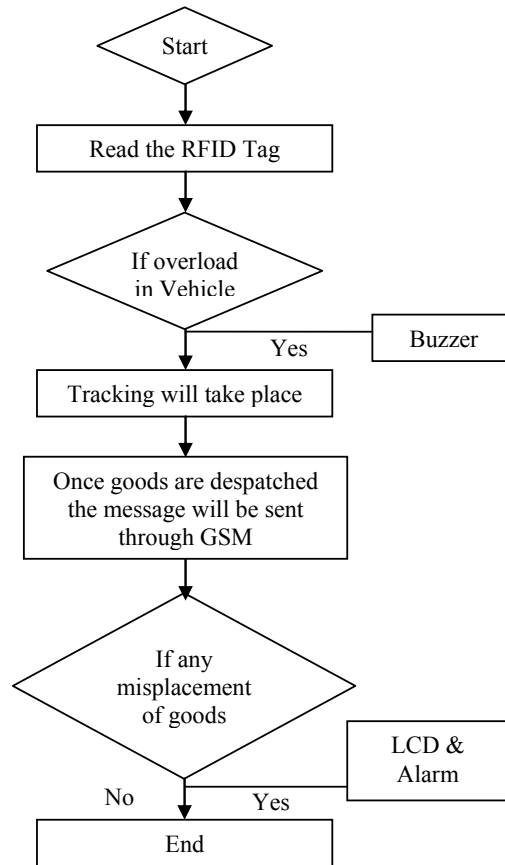 Start
Read the RFID Tag
If overload
in Vehicle
Yes
Buzzer
Tracking will take place
Once goods are despatched
the message will be sent
through GSM
If any
misplacement
of goods
LCD &
Alarm
No
Yes
End